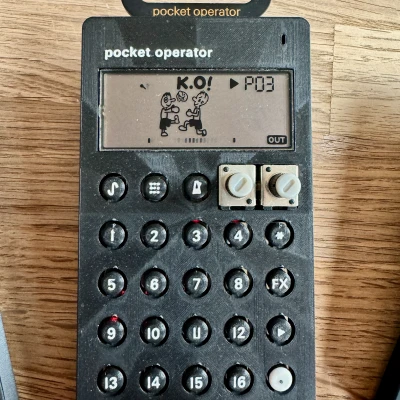 pocket operator
pocket operator
K.O! ▶ P03
OUT
1 2 3 4 +
5 6 7 8 FX
9 10 11 12 ▶
13 14 15 16